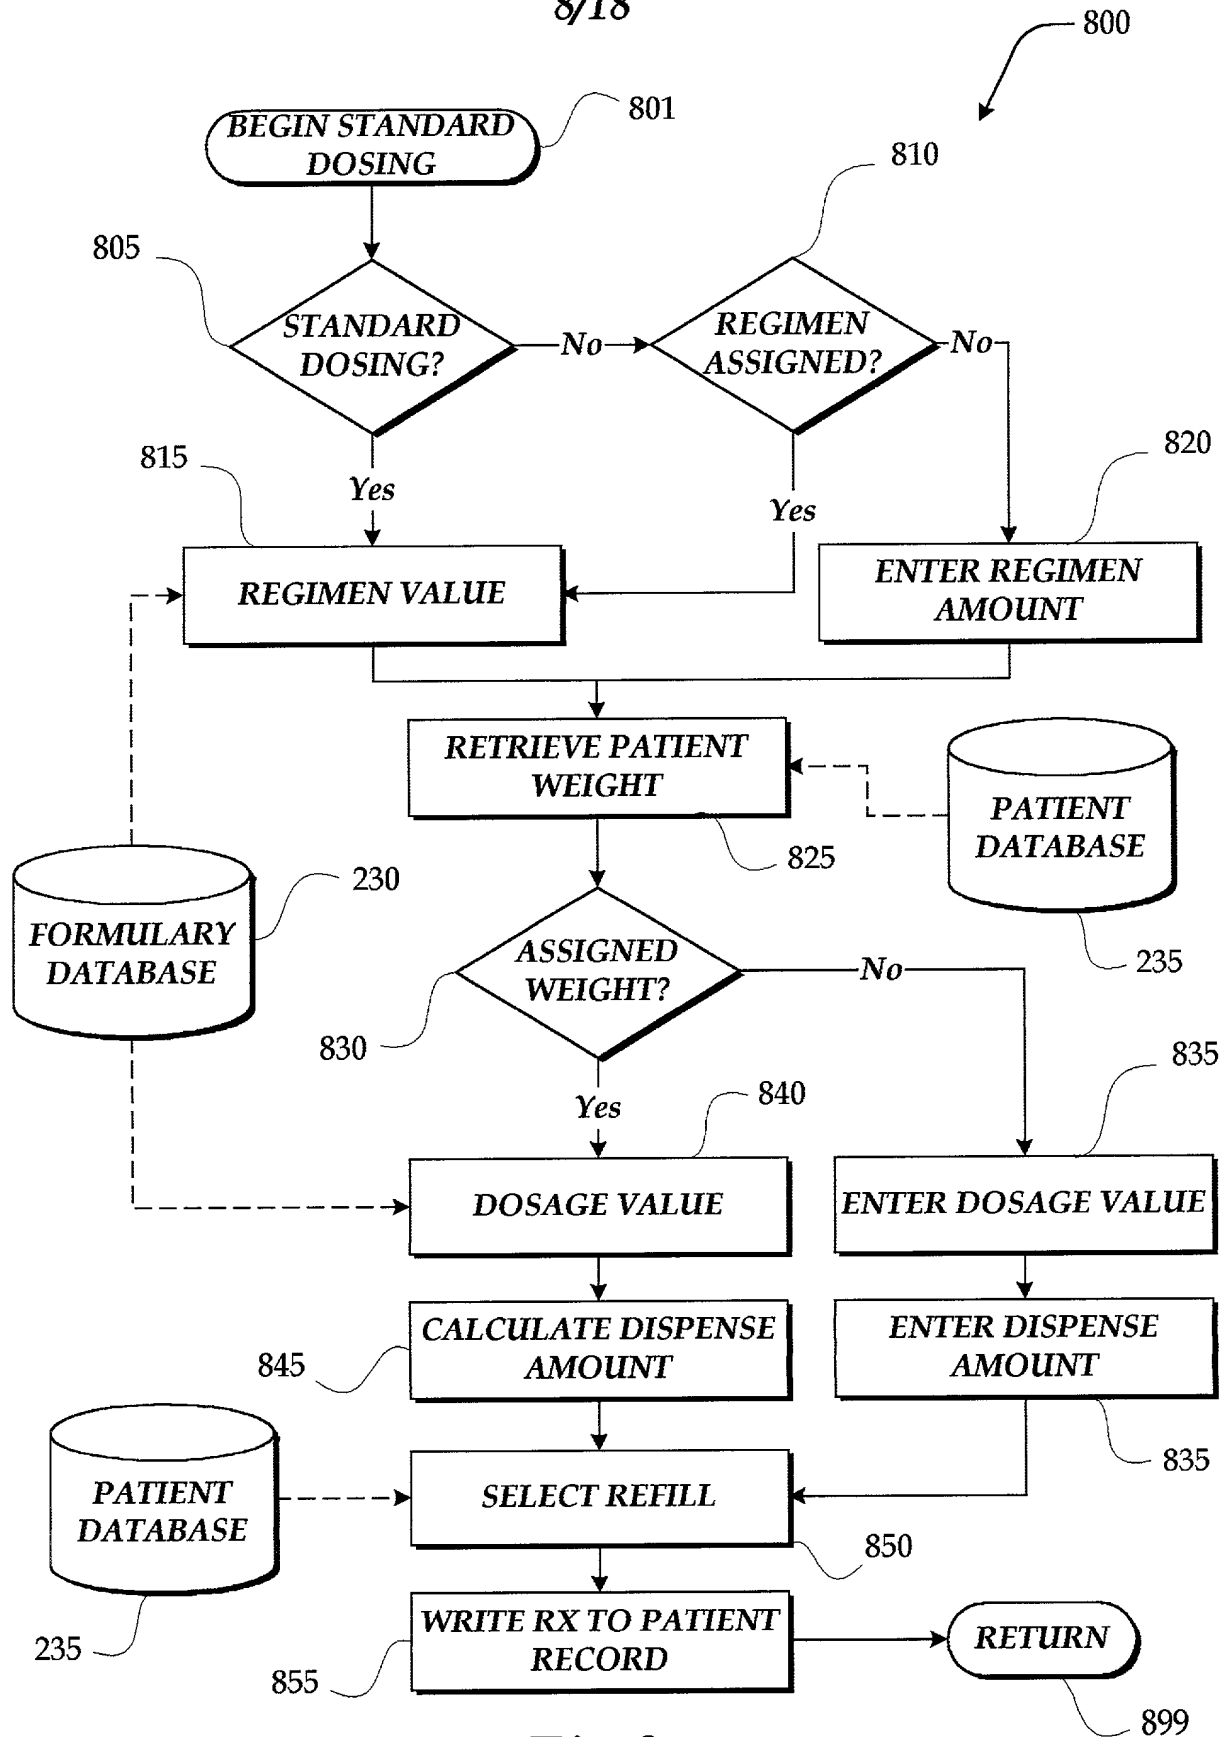 8/18
800
BEGIN STANDARD
DOSING
801
810
805
STANDARD
DOSING?
No
REGIMEN
ASSIGNED?
No
815
Yes
Yes
820
REGIMEN VALUE
ENTER REGIMEN
AMOUNT
RETRIEVE PATIENT
WEIGHT
825
PATIENT
DATABASE
235
230
FORMULARY
DATABASE
ASSIGNED
WEIGHT?
No
830
Yes
840
835
DOSAGE VALUE
ENTER DOSAGE VALUE
CALCULATE DISPENSE
AMOUNT
845
ENTER DISPENSE
AMOUNT
835
PATIENT
DATABASE
235
SELECT REFILL
850
WRITE RX TO PATIENT
RECORD
855
RETURN
899